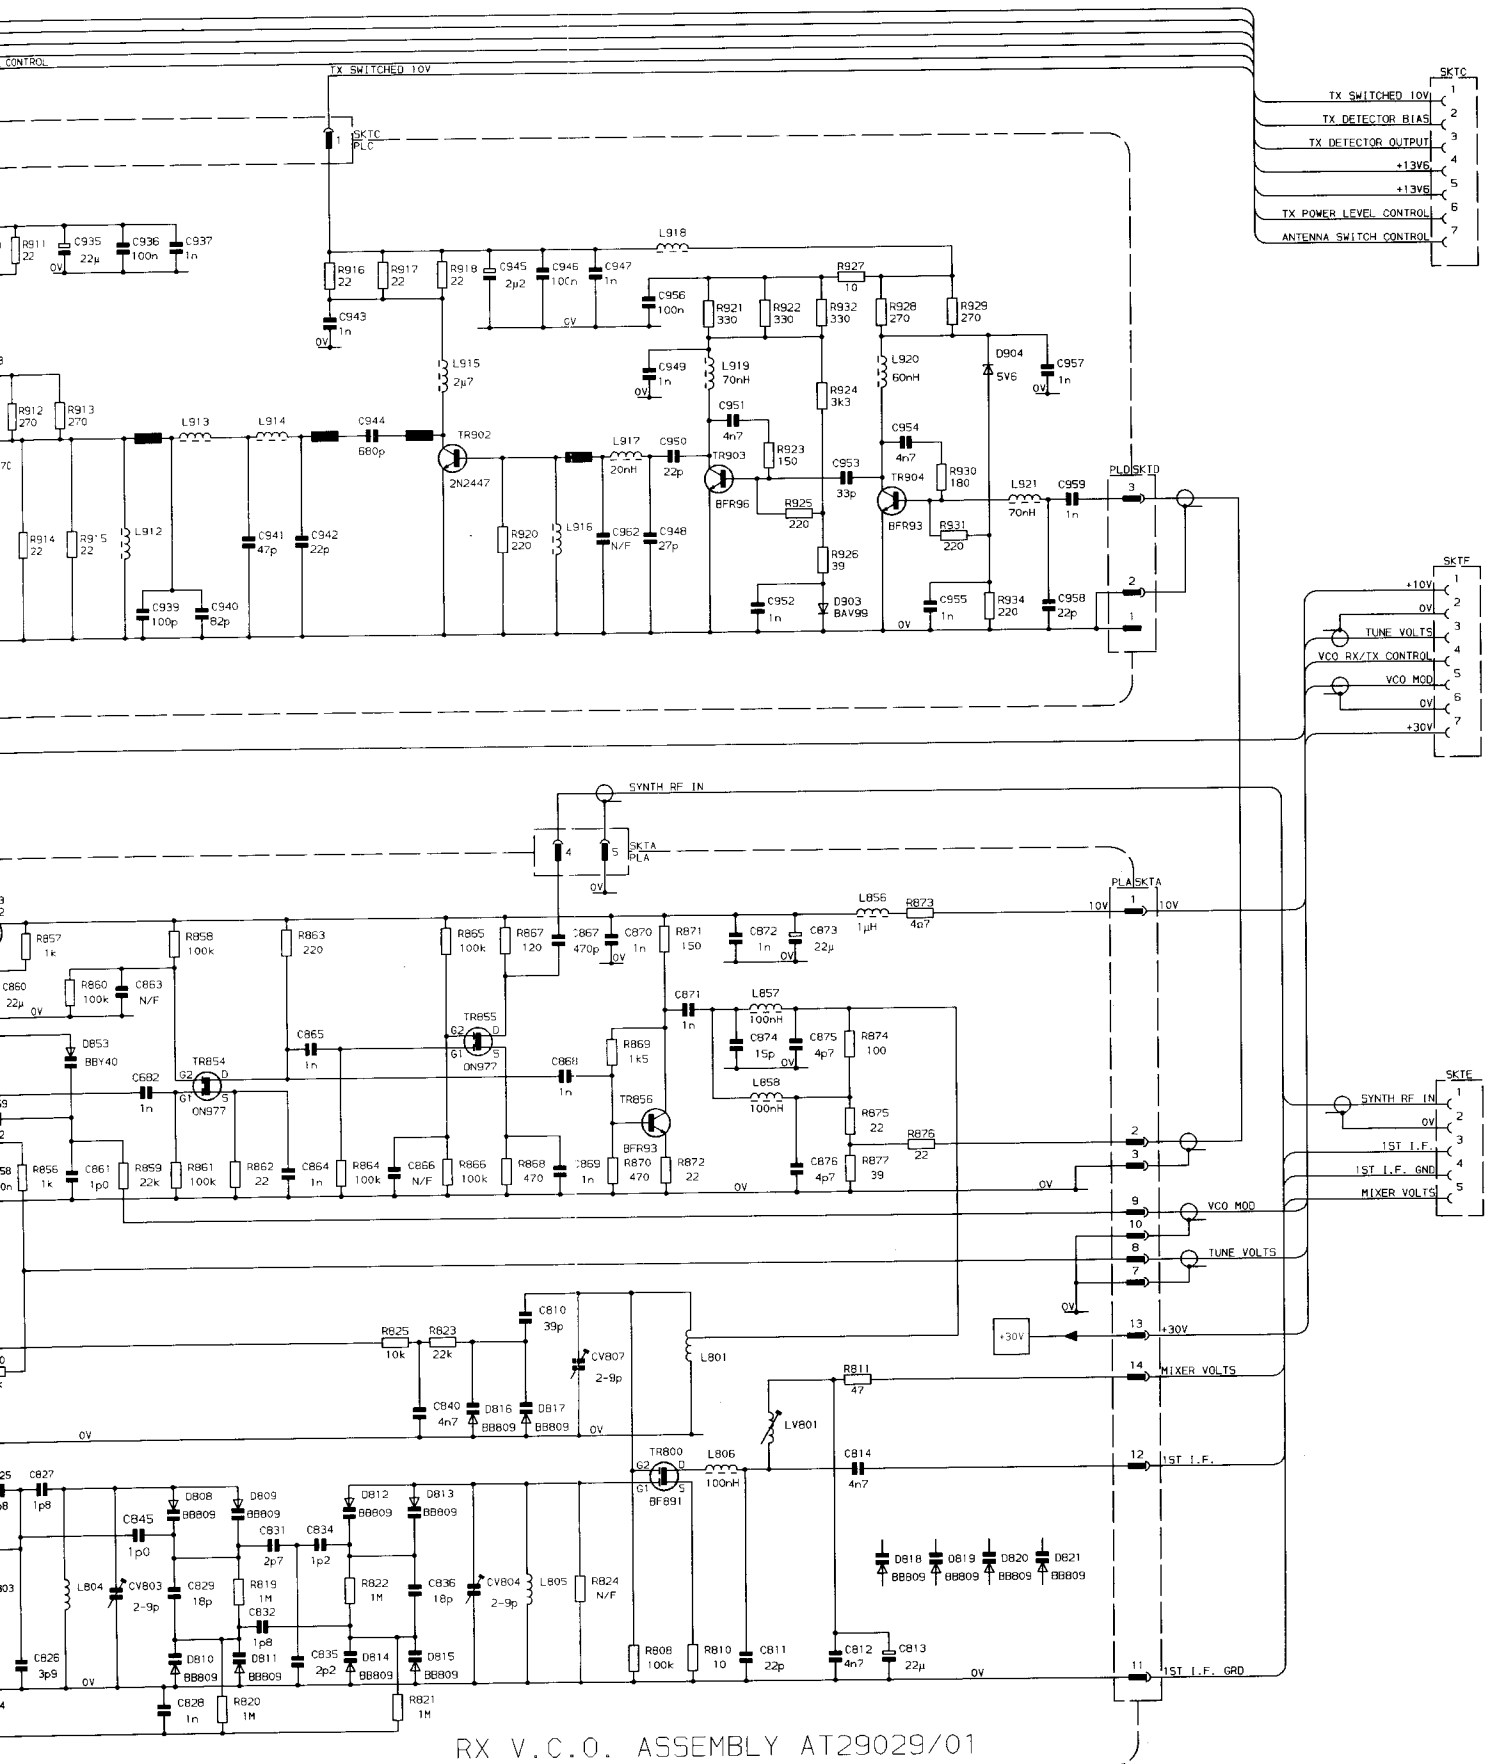 CONTROL
TX SWITCHED 10V
SKTC
1
TX SWITCHED 10V
2
TX DETECTOR BIAS
3
TX DETECTOR OUTPUT
4
+13V6
5
+13V6
6
TX POWER LEVEL CONTROL
7
ANTENNA SWITCH CONTROL
1
SKTC
PLC
R911
22
C935
22µ
0V
C936
100n
C937
1n
L918
R916
22
R917
22
R918
22
C945
2µ2
C946
100n
C947
1n
0V
C956
100n
R921
330
R922
330
R932
330
R927
10
R928
270
R929
270
C943
1n
0V
L915
2µ7
C949
1n
0V
L919
70nH
R924
3k3
L920
60nH
D904
5V6
C957
1n
0V
R912
270
R913
270
L913
L914
C944
680p
TR902
2N2447
L917
20nH
C950
22p
C951
4n7
TR903
BFR96
R923
150
C953
33p
R925
220
C954
4n7
TR904
BFR93
R930
180
R931
220
L921
70nH
C959
1n
PLD SKTD
3
2
1
R914
22
R915
22
L912
C941
47p
C942
22p
R920
220
L916
C962
N/F
C948
27p
R926
39
C939
100p
C940
82p
C952
1n
D903
BAV99
0V
C955
1n
R934
220
C958
22p
SKTF
1
+10V
2
0V
3
TUNE VOLTS
4
VCO RX/TX CONTROL
5
VCO MOD
6
0V
7
+30V
SYNTH RF IN
4
5
SKTA
PLA
0V
PLA SKTA
10V
1
10V
R857
1k
C860
22µ
0V
R860
100k
C863
N/F
R858
100k
R863
220
R865
100k
R867
120
C867
470p
C870
1n
0V
R871
150
C872
1n
C873
22µ
0V
L856
1µH
R873
4Ω7
D853
BBY40
C682
1n
TR854
G2
D
G1
S
ON977
C865
1n
TR855
G2
D
G1
S
ON977
C868
1n
R869
1k5
TR856
BFR93
C871
1n
L857
100nH
C874
15p
C875
4p7
0V
L858
100nH
R874
100
R875
22
R876
22
R877
39
C876
4p7
R856
1k
C861
1p0
R859
22k
R861
100k
R862
22
C864
1n
R864
100k
C866
N/F
R866
100k
R868
470
C869
1n
R870
470
R872
22
0V
0V
2
3
9
VCO MOD
10
8
TUNE VOLTS
7
0V
+30V
13
+30V
14
MIXER VOLTS
12
1ST I.F.
11
1ST I.F. GRD
SKTE
1
SYNTH RF IN
2
0V
3
1ST I.F.
4
1ST I.F. GND
5
MIXER VOLTS
R825
10k
R823
22k
C810
39p
CV807
2-9p
L801
C840
4n7
D816
BB809
D817
BB809
0V
0V
R811
47
LV801
C814
4n7
TR800
G2
D
G1
S
BF891
L806
100nH
C827
1p8
D808
BB809
D809
BB809
D812
BB809
D813
BB809
C845
1p0
C831
2p7
C834
1p2
L804
CV803
2-9p
C829
18p
R819
1M
C832
1p8
R822
1M
C836
18p
CV804
2-9p
L805
R824
N/F
D818
BB809
D819
BB809
D820
BB809
D821
BB809
C826
3p9
0V
D810
BB809
D811
BB809
C835
2p2
D814
BB809
D815
BB809
R808
100k
R810
10
C811
22p
C812
4n7
C813
22µ
0V
C828
1n
R820
1M
R821
1M
RX V.C.O. ASSEMBLY AT29029/01